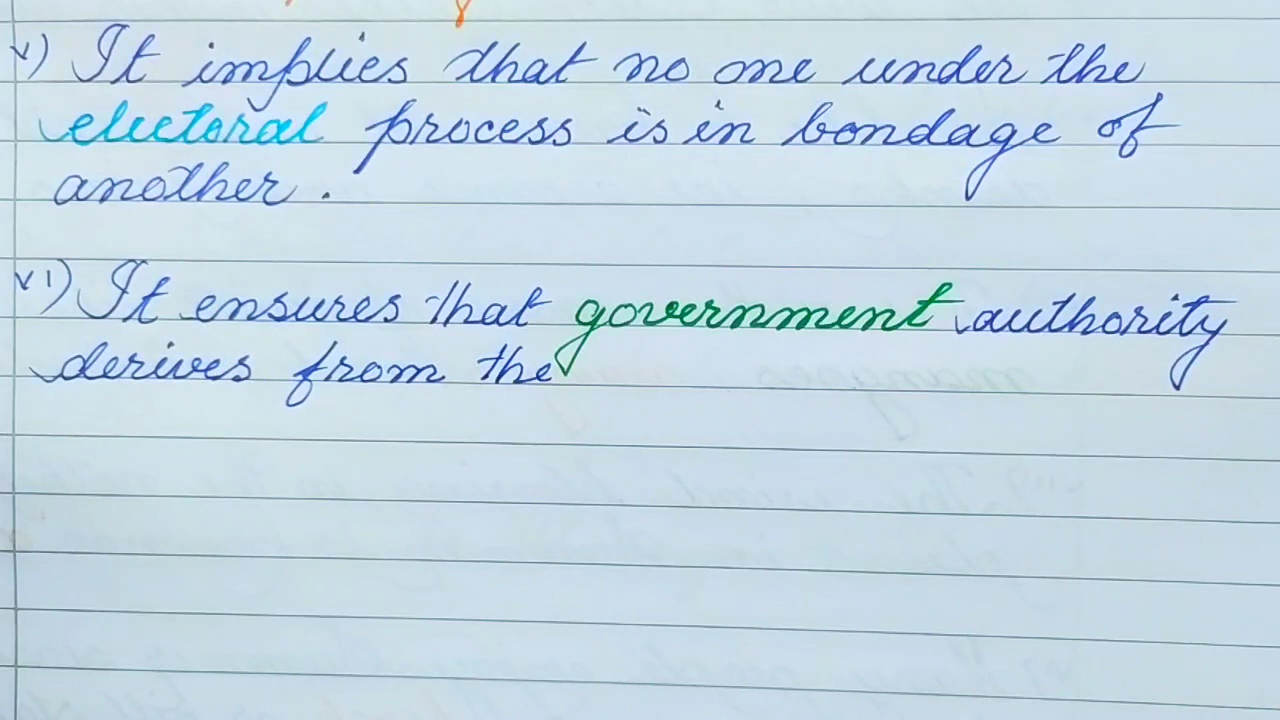 v) It implies that no one under the
electoral process is in bondage of
another.
vi) It ensures that government authority
derives from the